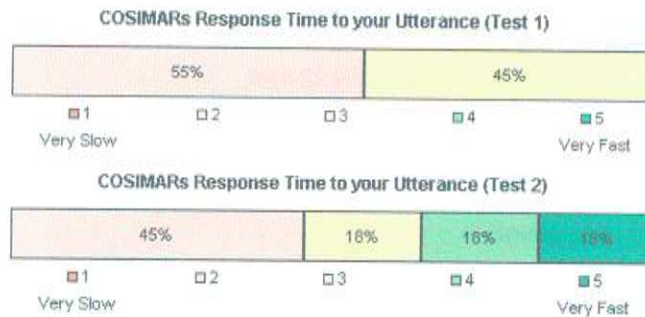 COSIMARs Response Time to your Utterance (Test 1)
55% 45%
1 2 3 4 5
Very Slow Very Fast
COSIMARs Response Time to your Utterance (Test 2)
45% 18% 18% 18%
1 2 3 4 5
Very Slow Very Fast